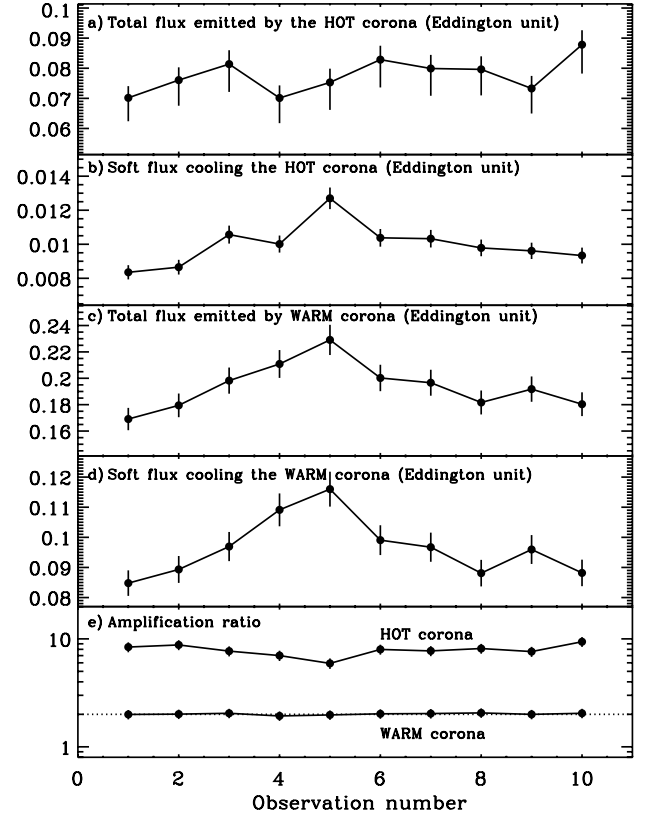 a) Total flux emitted by the HOT corona (Eddington unit)
0.1
0.09
0.08
0.07
0.06
b) Soft flux cooling the HOT corona (Eddington unit)
0.014
0.012
0.01
0.008
c) Total flux emitted by WARM corona (Eddington unit)
0.24
0.22
0.2
0.18
0.16
d) Soft flux cooling the WARM corona (Eddington unit)
0.12
0.11
0.1
0.09
0.08
e) Amplification ratio
HOT corona
10
WARM corona
1
0 2 4 6 8 10
Observation number